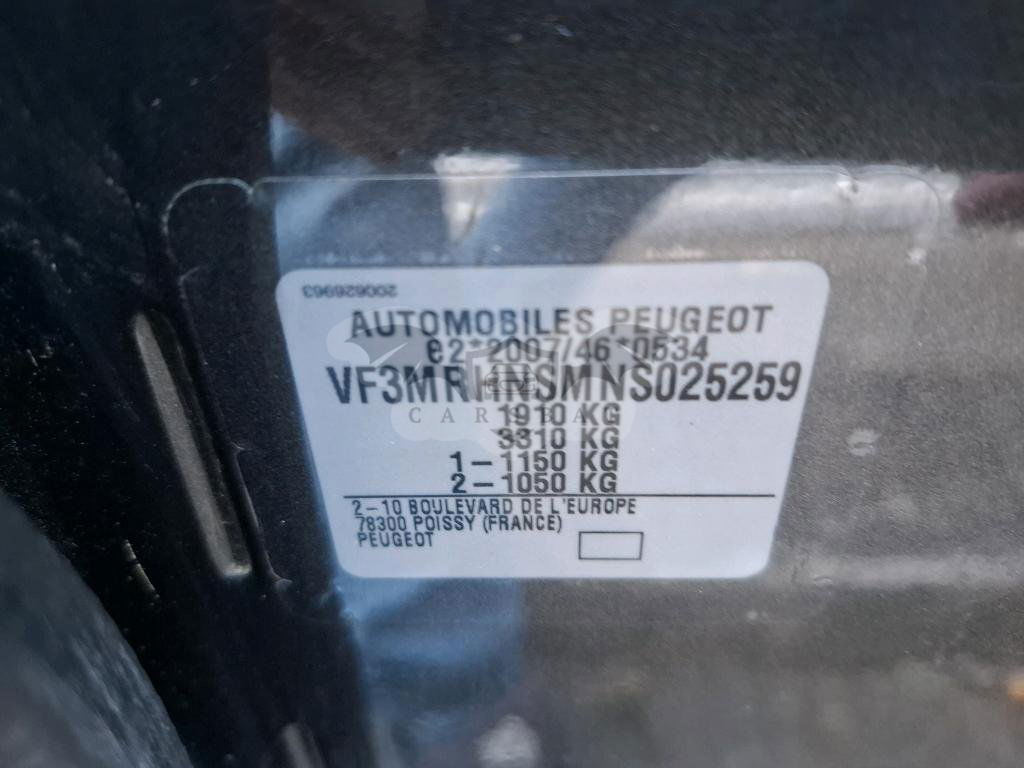 200626963
AUTOMOBILES PEUGEOT
e2*2007/46*0534
VF3MRHNSMNS025259
1910 KG
3310 KG
1-1150 KG
2-1050 KG
2-10 BOULEVARD DE L'EUROPE
78300 POISSY (FRANCE)
PEUGEOT